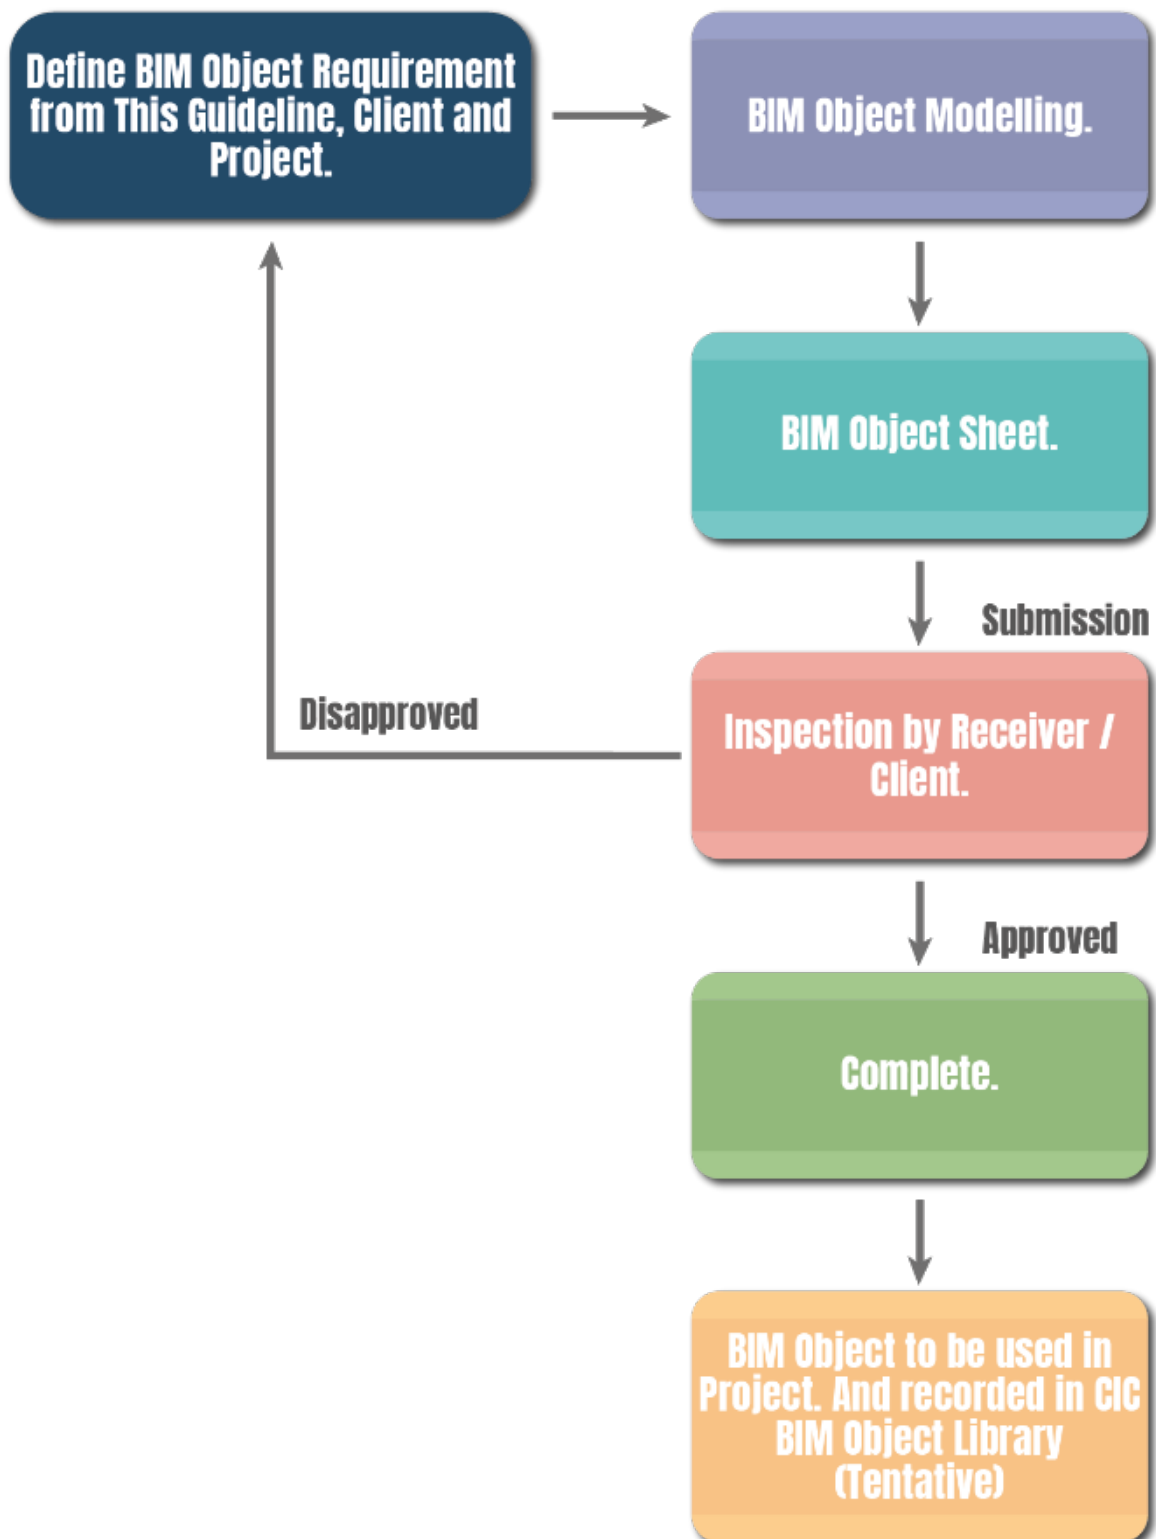 Define BIM Object Requirement
from This Guideline, Client and
Project.
BIM Object Modelling.
BIM Object Sheet.
Submission
Inspection by Receiver /
Client.
Disapproved
Approved
Complete.
BIM Object to be used in
Project. And recorded in CIC
BIM Object Library
(Tentative)